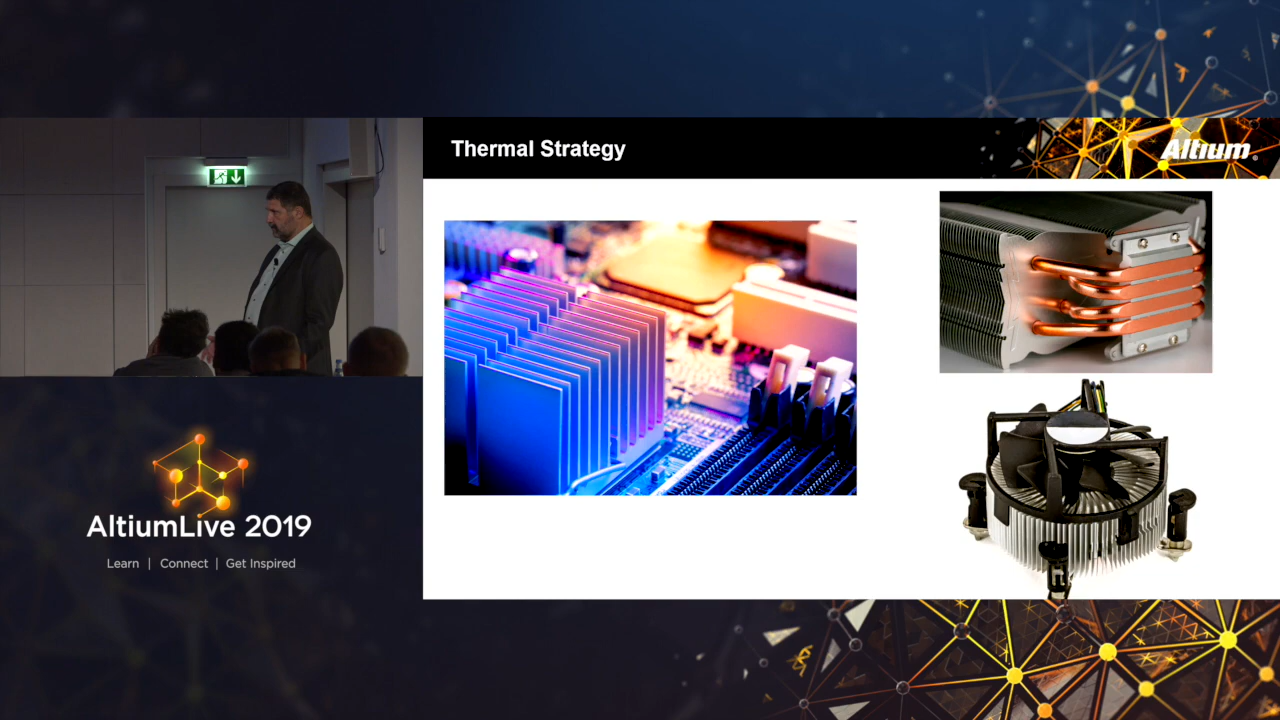 Thermal Strategy
Altium®
AltiumLive 2019
Learn | Connect | Get Inspired